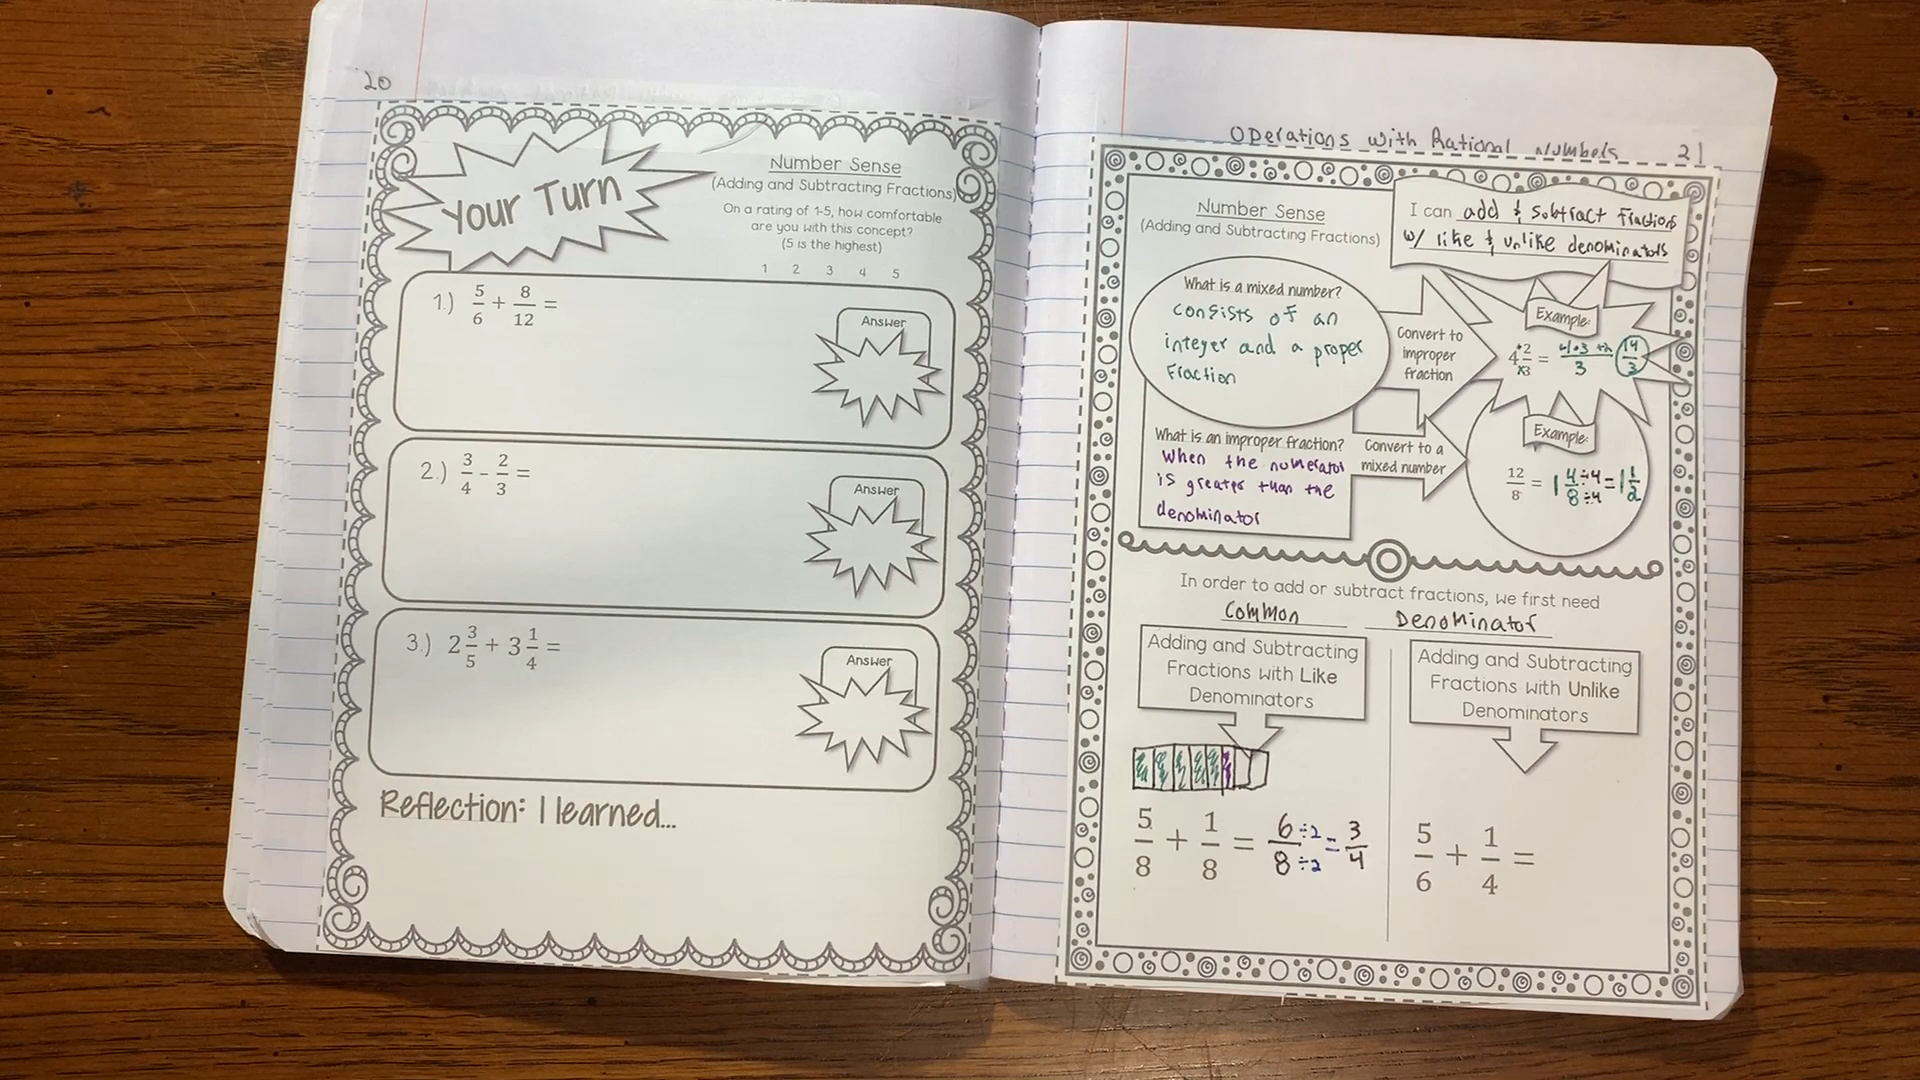 20
Your Turn
Number Sense
(Adding and Subtracting Fractions)
On a rating of 1-5, how comfortable
are you with this concept?
(5 is the highest)
1 2 3 4 5
1.) 5/6 + 8/12 =
Answer
2.) 3/4 - 2/3 =
Answer
3.) 2 3/5 + 3 1/4 =
Answer
Reflection: I learned...
Operations with Rational Numbers 21
Number Sense
(Adding and Subtracting Fractions)
I can add & subtract fractions
w/ like & unlike denominators
What is a mixed number?
consists of an
integer and a proper
fraction
Convert to
improper
fraction
Example:
4 +2/x3 = 4•3+2/3 14/3
What is an improper fraction?
When the numerator
is greater than the
denominator
Convert to a
mixed number
Example:
12/8 = 1 4÷4/8÷4 = 1 1/2
In order to add or subtract fractions, we first need
Common Denominator
Adding and Subtracting
Fractions with Like
Denominators
5/8 + 1/8 = 6÷2/8÷2 = 3/4
Adding and Subtracting
Fractions with Unlike
Denominators
5/6 + 1/4 =